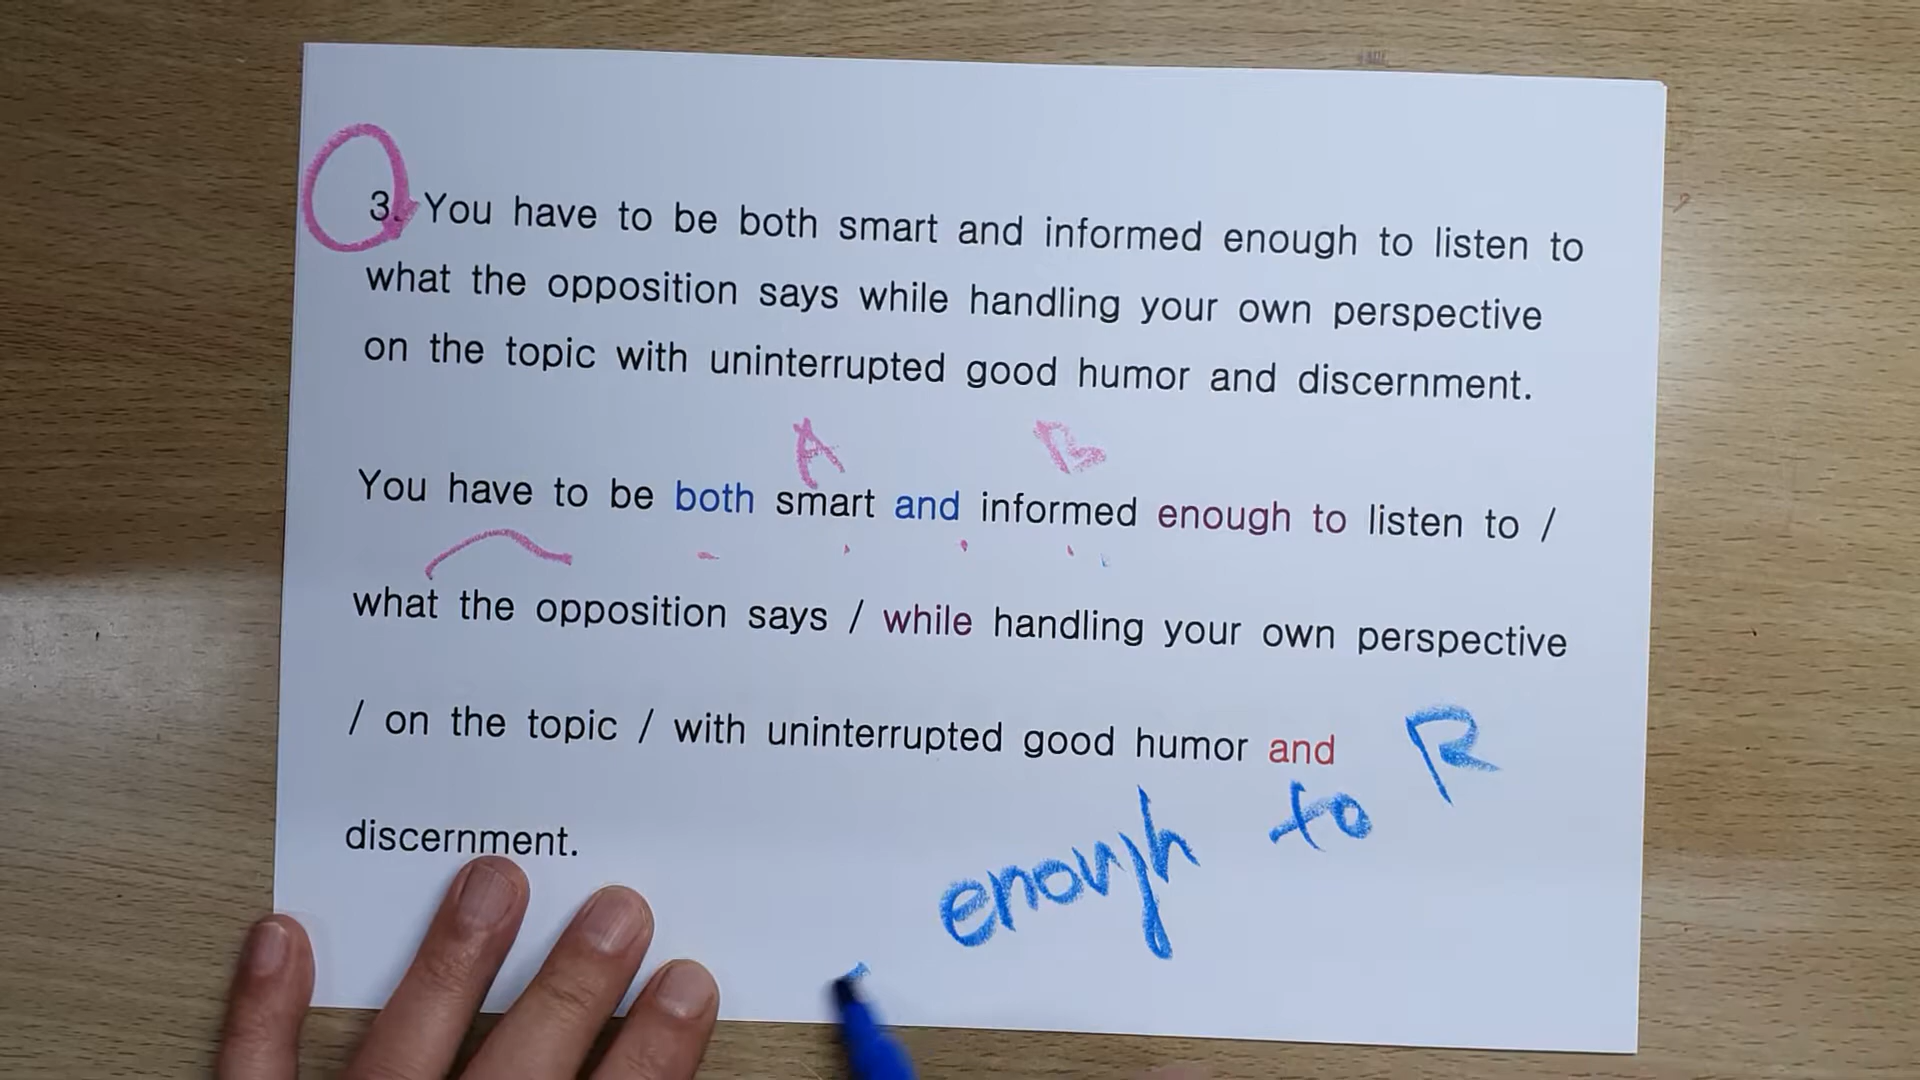 3. You have to be both smart and informed enough to listen to
what the opposition says while handling your own perspective
on the topic with uninterrupted good humor and discernment.
A B
You have to be both smart and informed enough to listen to /
what the opposition says / while handling your own perspective
/ on the topic / with uninterrupted good humor and
discernment.
enough to R